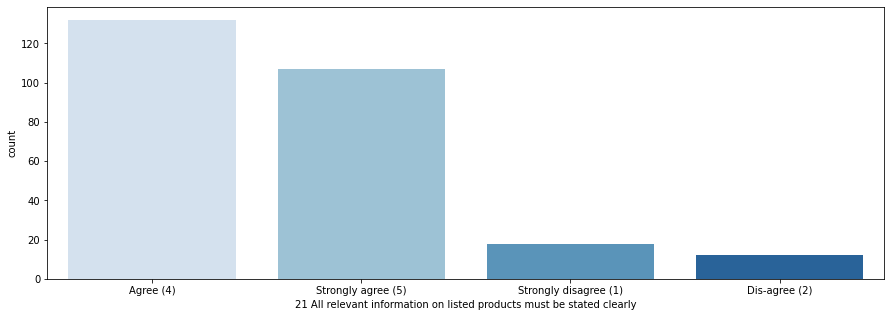 120
100
80
60
40
20
0
count
Agree (4) Strongly agree (5) Strongly disagree (1) Dis-agree (2)
21 All relevant information on listed products must be stated clearly